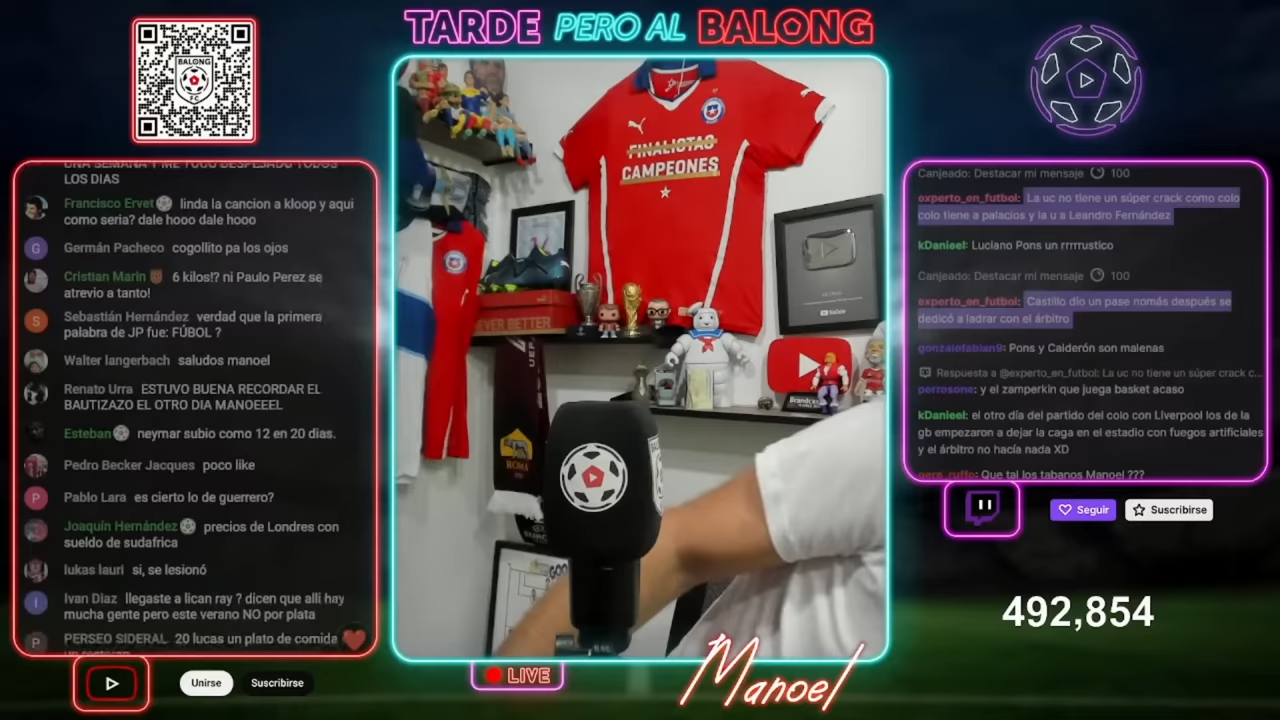 TARDE PERO AL BALONG
BALONG
FC
UNA SEMANA Y ME TOCO DESPEJADO TODOS
LOS DIAS
Francisco Ervet linda la cancion a kloop y aqui
como seria? dale hooo dale hooo
G Germán Pacheco cogollito pa los ojos
Cristian Marin 6 kilos!? ni Paulo Perez se
atrevio a tanto!
S Sebastián Hernández verdad que la primera
palabra de JP fue: FÚBOL ?
Walter langerbach saludos manoel
Renato Urra ESTUVO BUENA RECORDAR EL
BAUTIZAZO EL OTRO DIA MANOEEEL
Esteban neymar subio como 12 en 20 dias.
Pedro Becker Jacques poco like
P Pablo Lara es cierto lo de guerrero?
Joaquín Hernández precios de Londres con
sueldo de sudafrica
lukas lauri si, se lesionó
I Ivan Diaz llegaste a lican ray ? dicen que alli hay
mucha gente pero este verano NO por plata
P PERSEO SIDERAL 20 lucas un plato de comida
Unirse
Suscribirse
FINALISTAS
CAMPEONES
EVER BETTER
YouTube
ROMA
LIVE
Manoel
Canjeado: Destacar mi mensaje 100
experto_en_futbol: La uc no tiene un súper crack como colo
colo tiene a palacios y la u a Leandro Fernández
kDanieel: Luciano Pons un rrrrrustico
Canjeado: Destacar mi mensaje 100
experto_en_futbol: Castillo dio un pase nomás después se
dedicó a ladrar con el árbitro
gonzalofabian9: Pons y Calderón son malenas
Respuesta a @experto_en_futbol: La uc no tiene un súper crack c...
perrosone: y el zamperkin que juega basket acaso
kDanieel: el otro día del partido del colo con Liverpool los de la
gb empezaron a dejar la caga en el estadio con fuegos artificiales
y el árbitro no hacía nada XD
gera_ruffo: Que tal los tabanos Manoel ???
Seguir
Suscribirse
492,854